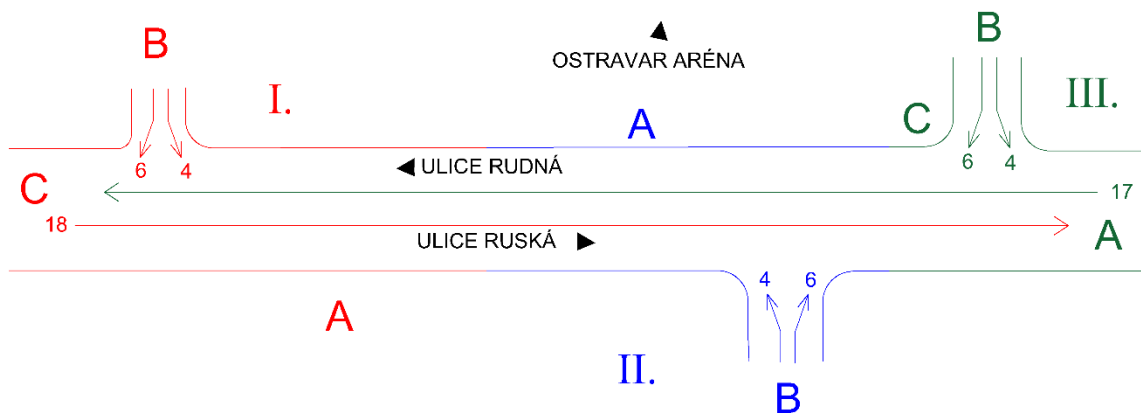 B
I.
OSTRAVAR ARÉNA
A
B
III.
C
6 4
ULICE RUDNÁ
6 4
C
17
18
ULICE RUSKÁ
A
A
4 6
II.
B